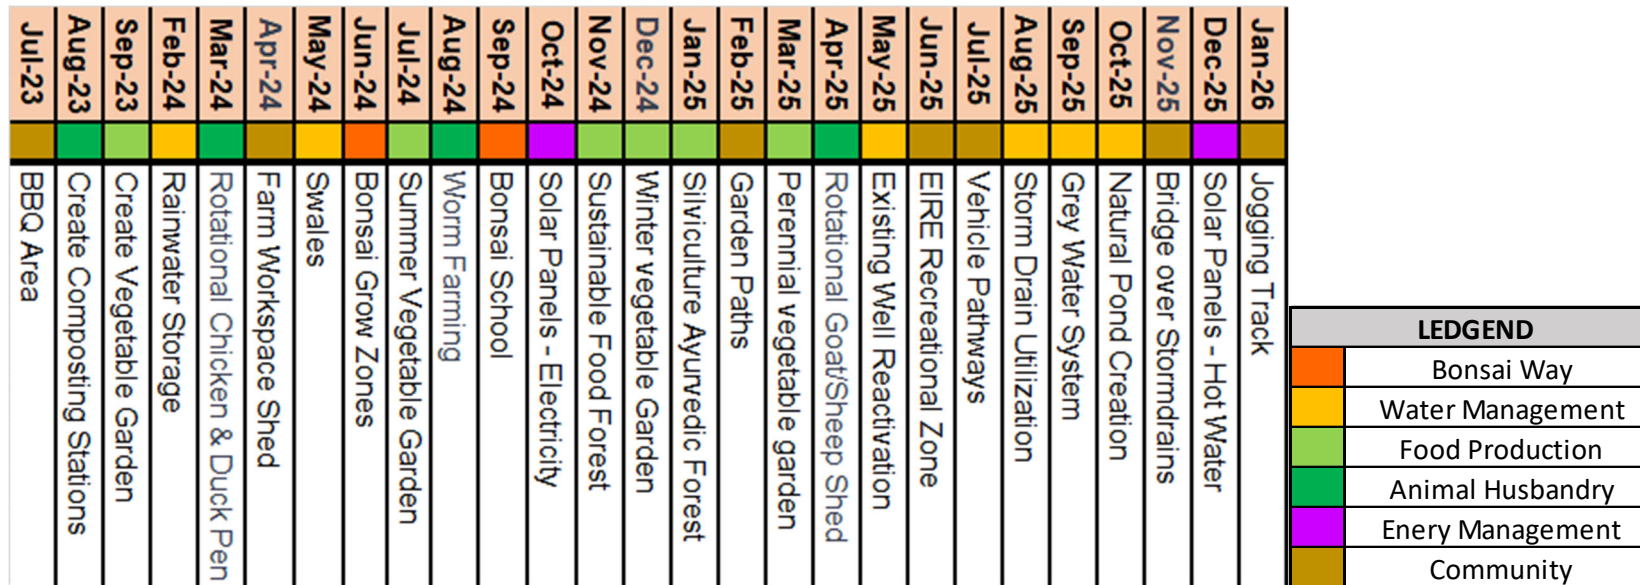 Jul-23
BBQ Area
Aug-23
Create Composting Stations
Sep-23
Create Vegetable Garden
Feb-24
Rainwater Storage
Mar-24
Rotational Chicken & Duck Pen
Apr-24
Farm Workspace Shed
May-24
Swales
Jun-24
Bonsai Grow Zones
Jul-24
Summer Vegetable Garden
Aug-24
Worm Farming
Sep-24
Bonsai School
Oct-24
Solar Panels - Electricity
Nov-24
Sustainable Food Forest
Dec-24
Winter vegetable Garden
Jan-25
Silviculture Ayurvedic Forest
Feb-25
Garden Paths
Mar-25
Perennial vegetable garden
Apr-25
Rotational Goat/Sheep Shed
May-25
Existing Well Reactivation
Jun-25
EIRE Recreational Zone
Jul-25
Vehicle Pathways
Aug-25
Storm Drain Utilization
Sep-25
Grey Water System
Oct-25
Natural Pond Creation
Nov-25
Bridge over Stormdrains
Dec-25
Solar Panels - Hot Water
Jan-26
Jogging Track
LEDGEND
Bonsai Way
Water Management
Food Production
Animal Husbandry
Enery Management
Community